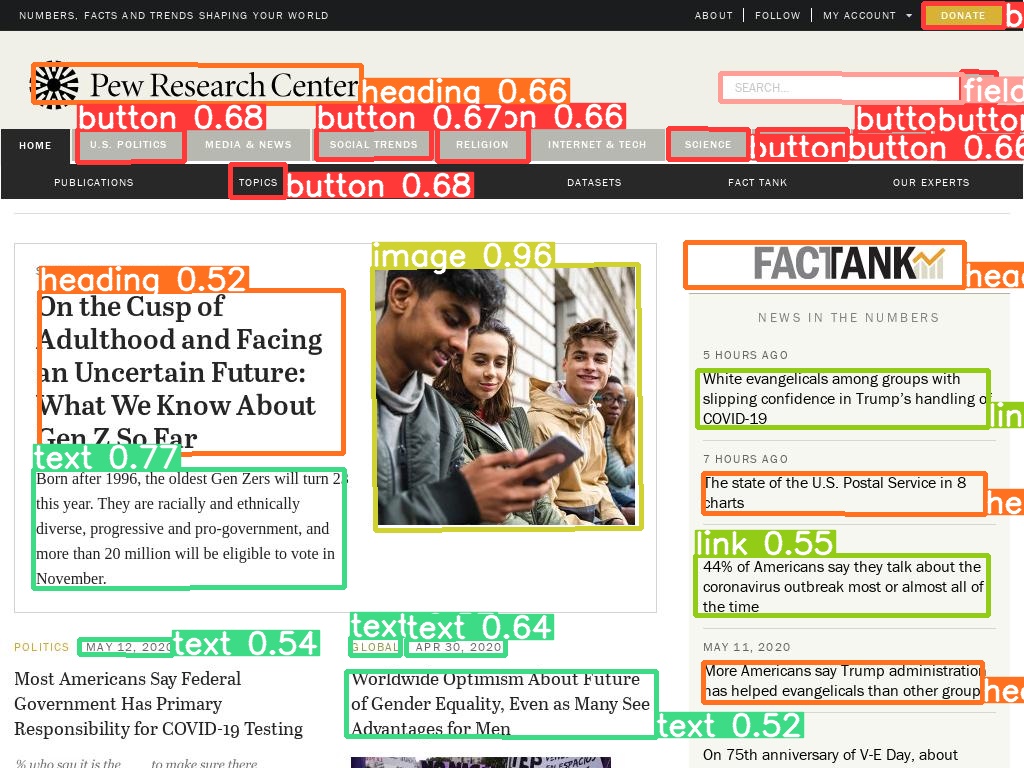 NUMBERS, FACTS AND TRENDS SHAPING YOUR WORLD
ABOUT FOLLOW MY ACCOUNT DONATE
Pew Research Center
heading 0.66
SEARCH...
field
button 0.68
button 0.67
0.66
button
button
HOME U.S. POLITICS MEDIA & NEWS SOCIAL TRENDS RELIGION INTERNET & TECH SCIENCE
button
button 0.66
PUBLICATIONS TOPICS DATASETS FACT TANK OUR EXPERTS
button 0.68
heading 0.52
On the Cusp of
Adulthood and Facing
an Uncertain Future:
What We Know About
Gen Z So Far
text 0.77
Born after 1996, the oldest Gen Zers will turn 23
this year. They are racially and ethnically
diverse, progressive and pro-government, and
more than 20 million will be eligible to vote in
November.
image 0.96
FACTTANK
NEWS IN THE NUMBERS
5 HOURS AGO
White evangelicals among groups with
slipping confidence in Trump's handling of
COVID-19
7 HOURS AGO
The state of the U.S. Postal Service in 8
charts
link 0.55
44% of Americans say they talk about the
coronavirus outbreak most or almost all of
the time
MAY 11, 2020
More Americans say Trump administration
has helped evangelicals than other group
On 75th anniversary of V-E Day, about
POLITICS MAY 12, 2020
text 0.54
Most Americans Say Federal
Government Has Primary
Responsibility for COVID-19 Testing
% who say it is the to make sure there
text
text 0.64
GLOBAL APR 30, 2020
Worldwide Optimism About Future
of Gender Equality, Even as Many See
Advantages for Men
text 0.52